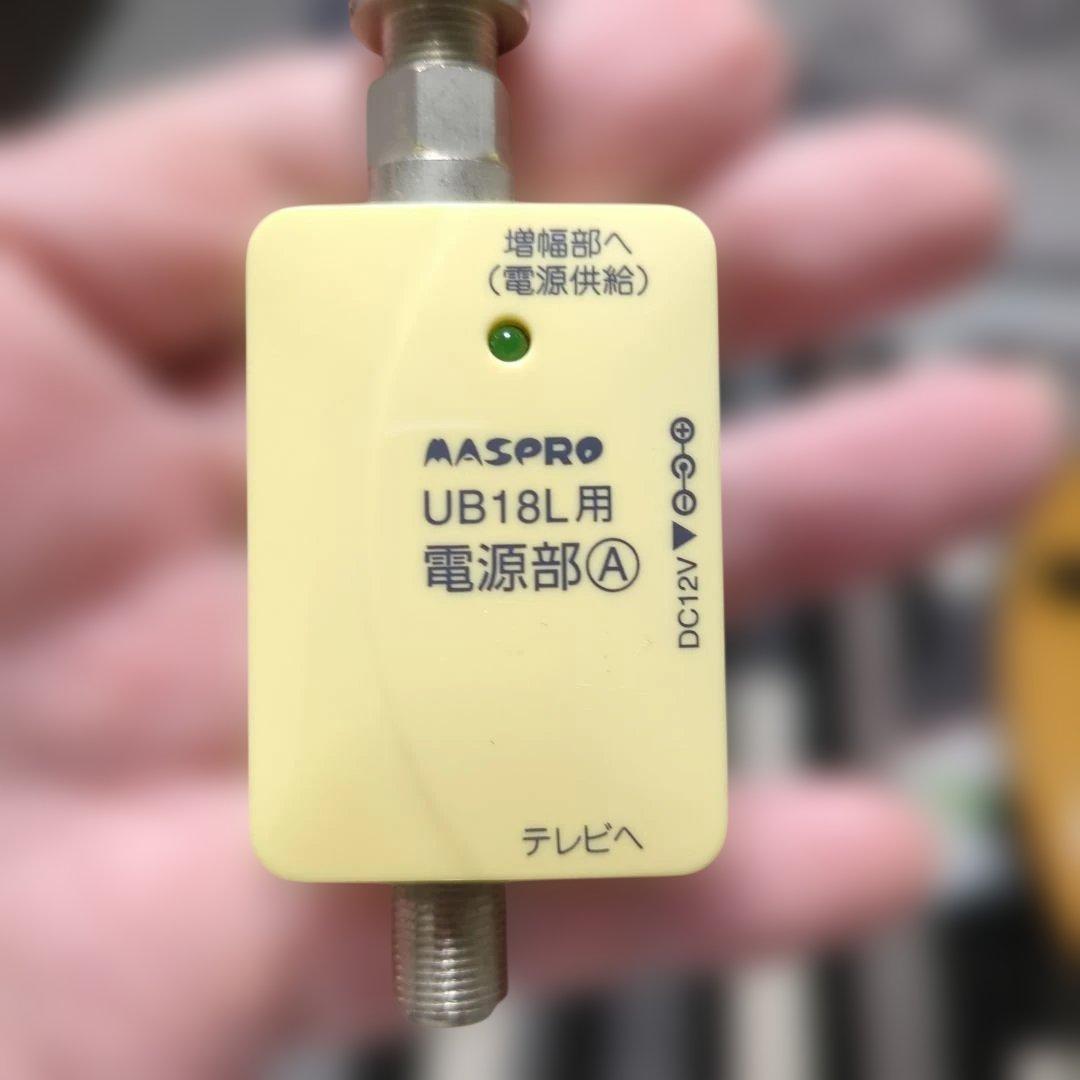 増幅部へ
(電源供給)
MASPRO
UB18L用
電源部Ⓐ
DC12V
テレビへ